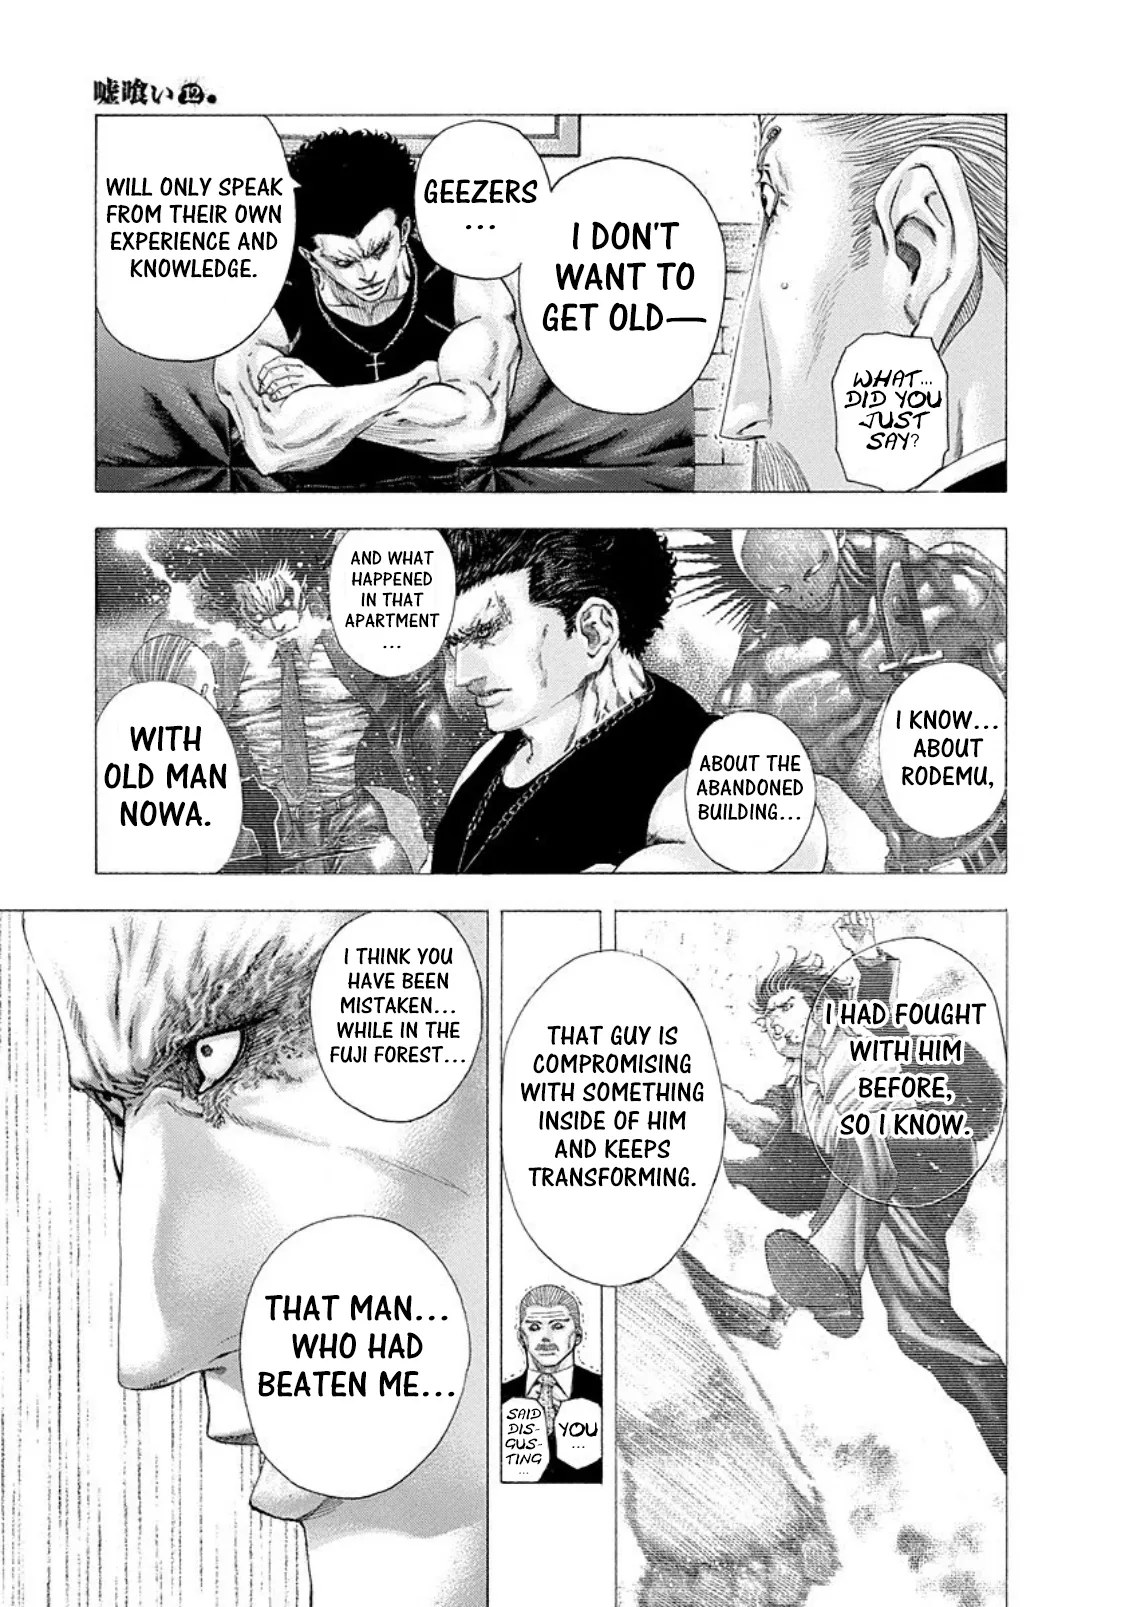 嘘喰い12.
WHAT...
DID YOU
JUST
SAY?
I DON'T
WANT TO
GET OLD—
GEEZERS
...
WILL ONLY SPEAK
FROM THEIR OWN
EXPERIENCE AND
KNOWLEDGE.
I KNOW...
ABOUT
RODEMU,
ABOUT THE
ABANDONED
BUILDING...
AND WHAT
HAPPENED
IN THAT
APARTMENT
...
WITH
OLD MAN
NOWA.
I HAD FOUGHT
WITH HIM
BEFORE,
SO I KNOW.
THAT GUY IS
COMPROMISING
WITH SOMETHING
INSIDE OF HIM
AND KEEPS
TRANSFORMING.
YOU
...
SAID
DIS-
GUS-
TING
...
I THINK YOU
HAVE BEEN
MISTAKEN...
WHILE IN THE
FUJI FOREST...
THAT MAN...
WHO HAD
BEATEN ME...